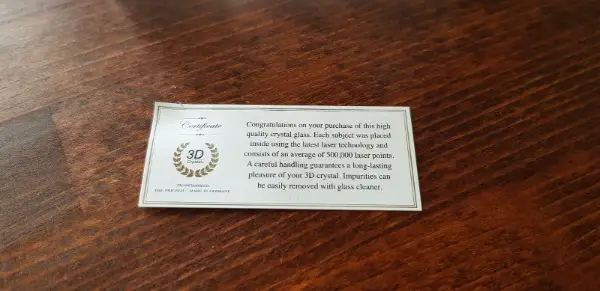 Certificate
3D
Crystal
Congratulations on your purchase of this high
quality crystal glass. Each subject was placed
inside using the latest laser technology and
consists of an average of 500,000 laser points.
A careful handling guarantees a long-lasting
pleasure of your 3D crystal. Impurities can
be easily removed with glass cleaner.